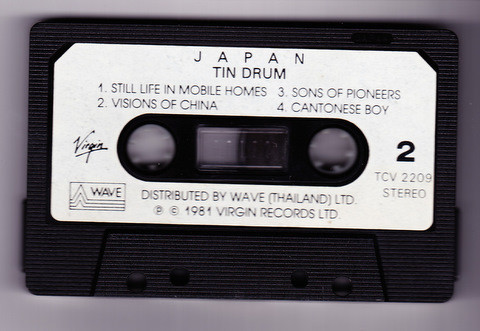 J A P A N
TIN DRUM
1. STILL LIFE IN MOBILE HOMES 3. SONS OF PIONEERS
2. VISIONS OF CHINA 4. CANTONESE BOY
Virgin
2
TCV 2209
STEREO
WAVE
DISTRIBUTED BY WAVE (THAILAND) LTD.
℗ © 1981 VIRGIN RECORDS LTD.